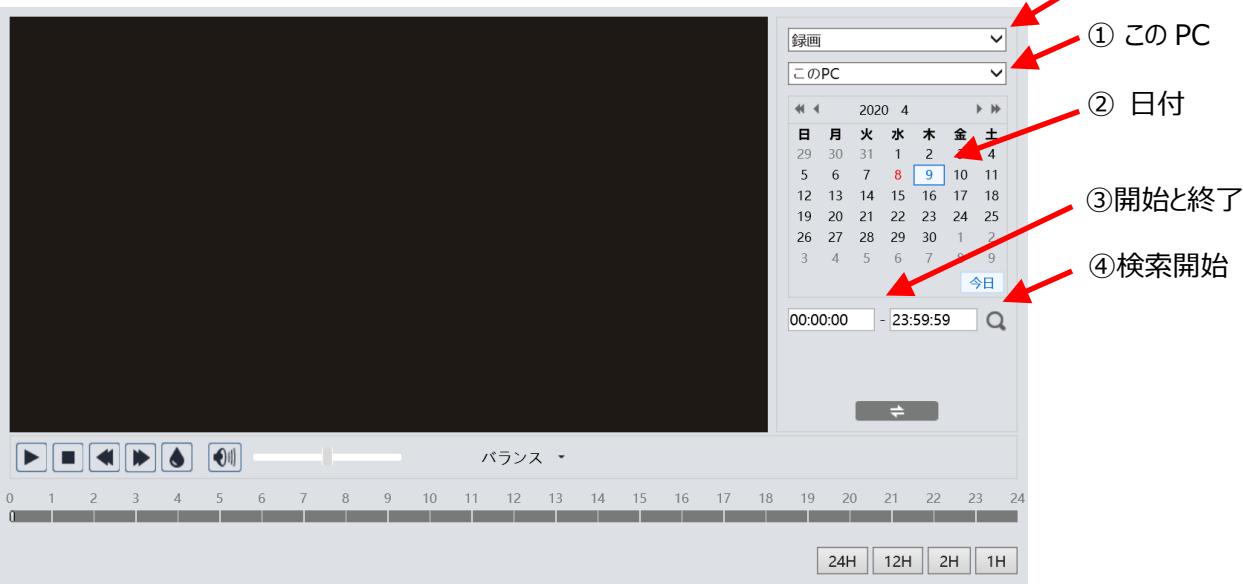 録画
① この PC
このPC
② 日付
2020 4
日 月 火 水 木 金 土
29 30 31 1 2 3 4
5 6 7 8 9 10 11
12 13 14 15 16 17 18
19 20 21 22 23 24 25
26 27 28 29 30 1 2
3 4 5 6 7 8 9
③開始と終了
④検索開始
今日
00:00:00 - 23:59:59
バランス
0 1 2 3 4 5 6 7 8 9 10 11 12 13 14 15 16 17 18 19 20 21 22 23 24
24H 12H 2H 1H